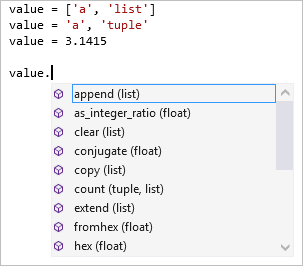 value = ['a', 'list']
value = 'a', 'tuple'
value = 3.1415
value.
append (list)
as_integer_ratio (float)
clear (list)
conjugate (float)
copy (list)
count (tuple, list)
extend (list)
fromhex (float)
hex (float)